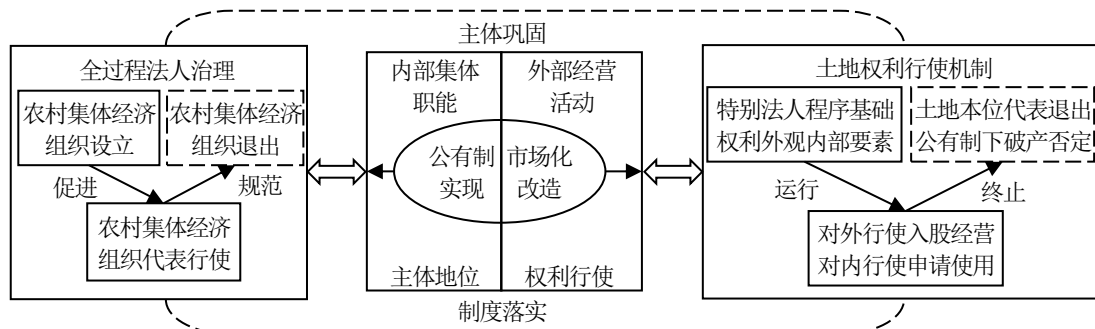 主体巩固
全过程法人治理
农村集体经济
组织设立
农村集体经济
组织退出
促进
规范
农村集体经济
组织代表行使
内部集体
职能
外部经营
活动
公有制
实现
市场化
改造
主体地位
权利行使
制度落实
土地权利行使机制
特别法人程序基础
权利外观内部要素
土地本位代表退出
公有制下破产否定
运行
终止
对外行使入股经营
对内行使申请使用